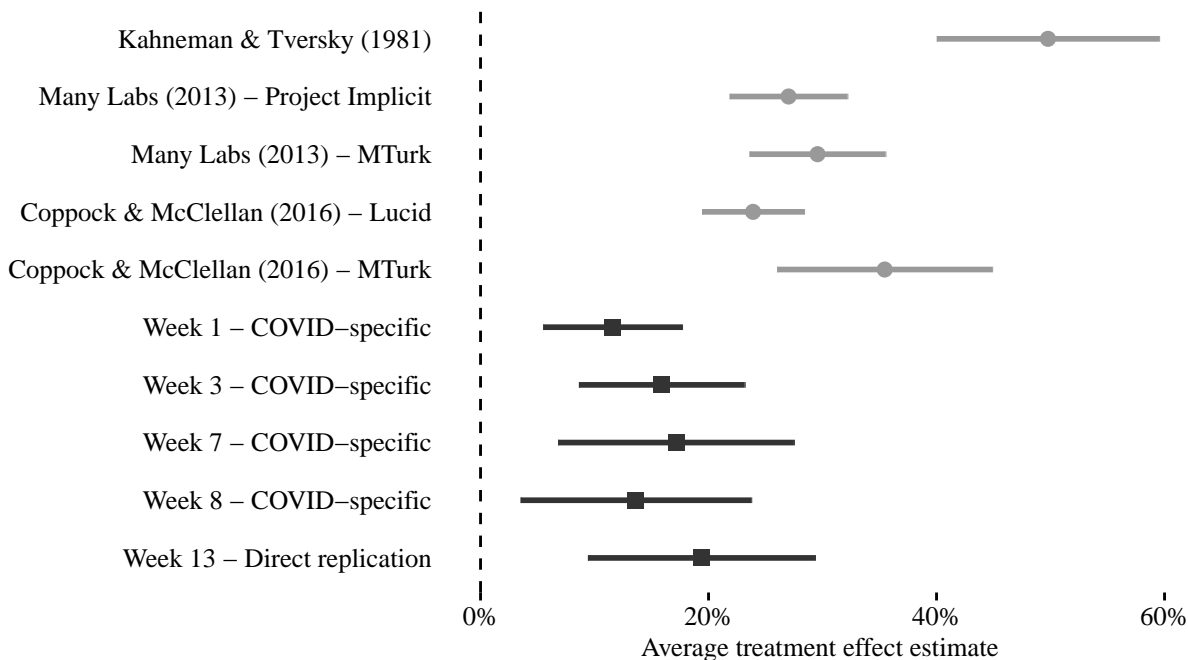 Kahneman & Tversky (1981)
Many Labs (2013) – Project Implicit
Many Labs (2013) – MTurk
Coppock & McClellan (2016) – Lucid
Coppock & McClellan (2016) – MTurk
Week 1 – COVID−specific
Week 3 – COVID−specific
Week 7 – COVID−specific
Week 8 – COVID−specific
Week 13 – Direct replication
0% 20% 40% 60%
Average treatment effect estimate